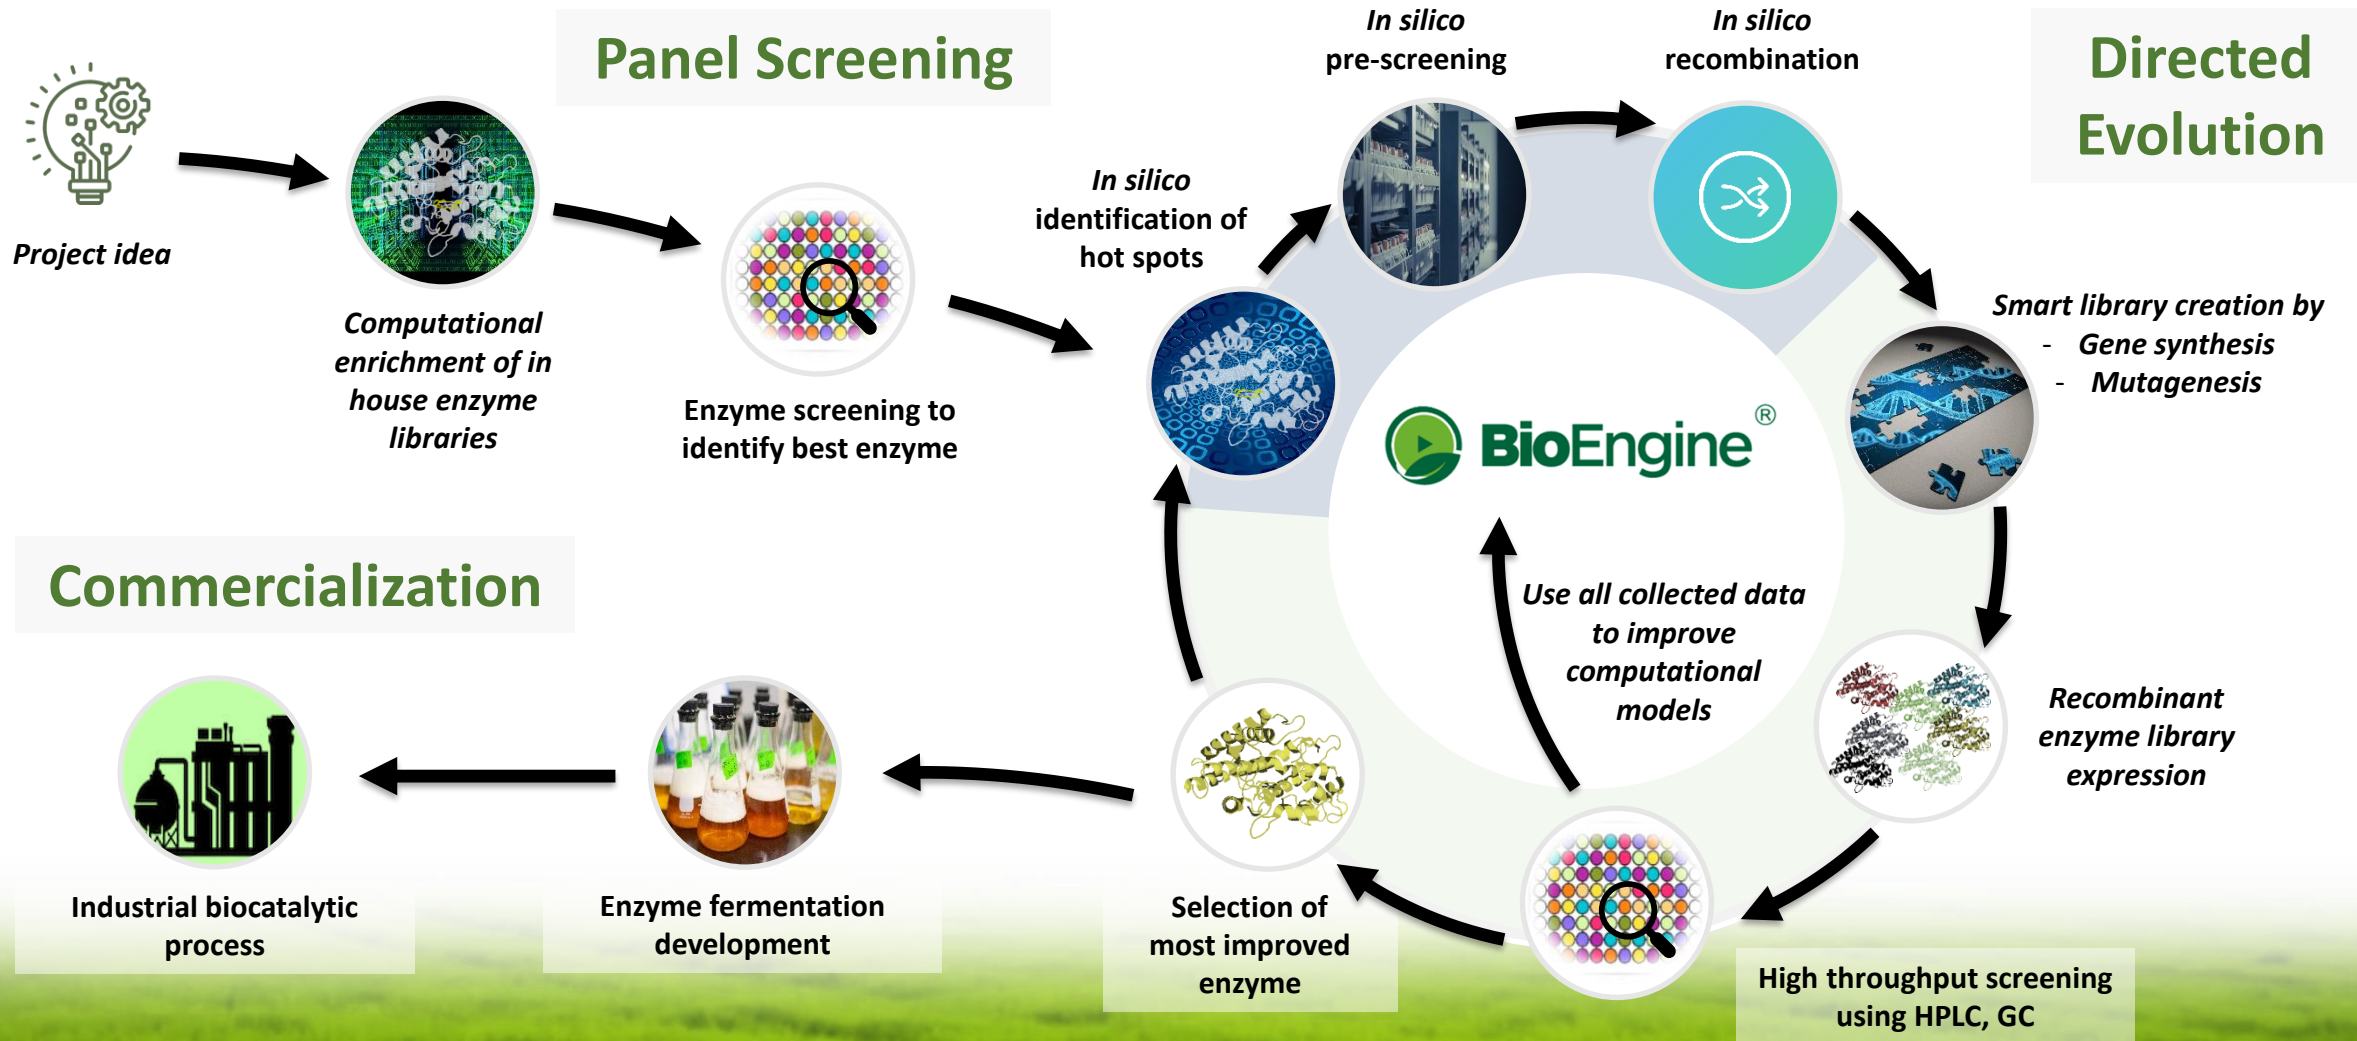 Panel Screening
Project idea
Computational
enrichment of in
house enzyme
libraries
Enzyme screening to
identify best enzyme
Directed
Evolution
In silico
identification of
hot spots
In silico
pre-screening
In silico
recombination
Smart library creation by
- Gene synthesis
- Mutagenesis
Recombinant
enzyme library
expression
High throughput screening
using HPLC, GC
BioEngine®
Use all collected data
to improve
computational
models
Selection of
most improved
enzyme
Commercialization
Enzyme fermentation
development
Industrial biocatalytic
process